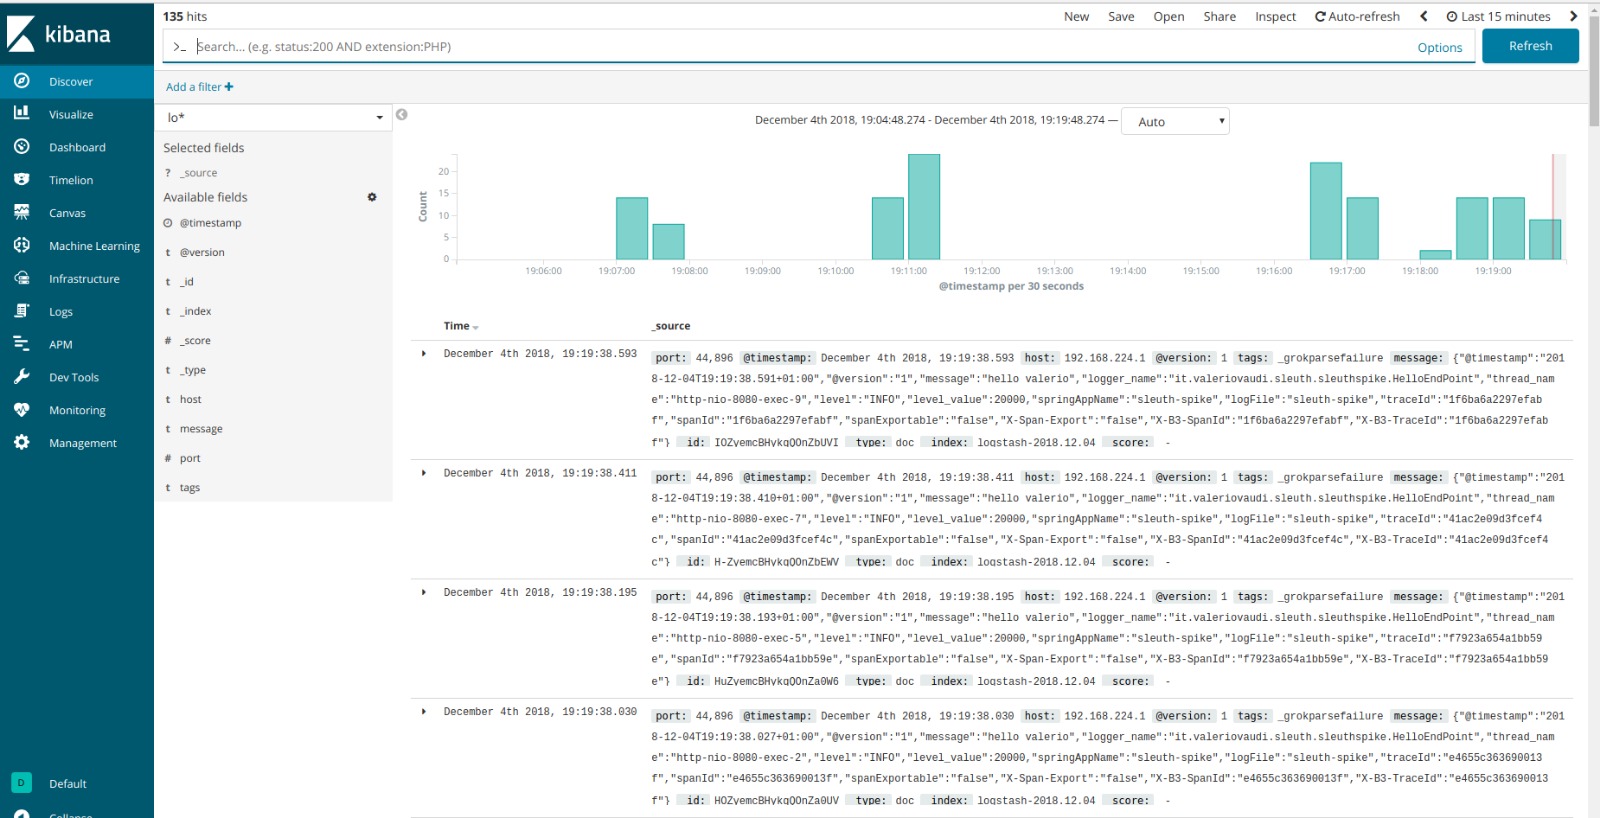 kibana
Discover
Visualize
Dashboard
Timelion
Canvas
Machine Learning
Infrastructure
Logs
APM
Dev Tools
Monitoring
Management
D Default
135 hits
New Save Open Share Inspect Auto-refresh Last 15 minutes
>_ Search... (e.g. status:200 AND extension:PHP) Options Refresh
Add a filter +
lo*
Selected fields
? _source
Available fields
@timestamp
t @version
t _id
t _index
# _score
t _type
t host
t message
# port
t tags
December 4th 2018, 19:04:48.274 - December 4th 2018, 19:19:48.274 — Auto
Count
20
15
10
5
0
19:06:00 19:07:00 19:08:00 19:09:00 19:10:00 19:11:00 19:12:00 19:13:00 19:14:00 19:15:00 19:16:00 19:17:00 19:18:00 19:19:00
@timestamp per 30 seconds
Time _source
December 4th 2018, 19:19:38.593 port: 44,896 @timestamp: December 4th 2018, 19:19:38.593 host: 192.168.224.1 @version: 1 tags: _grokparsefailure message: {"@timestamp":"201
8-12-04T19:19:38.591+01:00","@version":"1","message":"hello valerio","logger_name":"it.valeriovaudi.sleuth.sleuthspike.HelloEndPoint","thread_nam
e":"http-nio-8080-exec-9","level":"INFO","level_value":20000,"springAppName":"sleuth-spike","logFile":"sleuth-spike","traceId":"1f6ba6a2297efab
f","spanId":"1f6ba6a2297efabf","spanExportable":"false","X-Span-Export":"false","X-B3-SpanId":"1f6ba6a2297efabf","X-B3-TraceId":"1f6ba6a2297efab
f"} _id: IOZyemcBHykqQOnZbUVI _type: doc _index: logstash-2018.12.04 _score: -
December 4th 2018, 19:19:38.411 port: 44,896 @timestamp: December 4th 2018, 19:19:38.411 host: 192.168.224.1 @version: 1 tags: _grokparsefailure message: {"@timestamp":"201
8-12-04T19:19:38.410+01:00","@version":"1","message":"hello valerio","logger_name":"it.valeriovaudi.sleuth.sleuthspike.HelloEndPoint","thread_nam
e":"http-nio-8080-exec-7","level":"INFO","level_value":20000,"springAppName":"sleuth-spike","logFile":"sleuth-spike","traceId":"41ac2e09d3fcef4
c","spanId":"41ac2e09d3fcef4c","spanExportable":"false","X-Span-Export":"false","X-B3-SpanId":"41ac2e09d3fcef4c","X-B3-TraceId":"41ac2e09d3fcef4
c"} _id: H-ZyemcBHykqQOnZbEWV _type: doc _index: logstash-2018.12.04 _score: -
December 4th 2018, 19:19:38.195 port: 44,896 @timestamp: December 4th 2018, 19:19:38.195 host: 192.168.224.1 @version: 1 tags: _grokparsefailure message: {"@timestamp":"201
8-12-04T19:19:38.193+01:00","@version":"1","message":"hello valerio","logger_name":"it.valeriovaudi.sleuth.sleuthspike.HelloEndPoint","thread_nam
e":"http-nio-8080-exec-5","level":"INFO","level_value":20000,"springAppName":"sleuth-spike","logFile":"sleuth-spike","traceId":"f7923a654a1bb59
e","spanId":"f7923a654a1bb59e","spanExportable":"false","X-Span-Export":"false","X-B3-SpanId":"f7923a654a1bb59e","X-B3-TraceId":"f7923a654a1bb59
e"} _id: HuZyemcBHykqQOnZa0W6 _type: doc _index: logstash-2018.12.04 _score: -
December 4th 2018, 19:19:38.030 port: 44,896 @timestamp: December 4th 2018, 19:19:38.030 host: 192.168.224.1 @version: 1 tags: _grokparsefailure message: {"@timestamp":"201
8-12-04T19:19:38.027+01:00","@version":"1","message":"hello valerio","logger_name":"it.valeriovaudi.sleuth.sleuthspike.HelloEndPoint","thread_nam
e":"http-nio-8080-exec-2","level":"INFO","level_value":20000,"springAppName":"sleuth-spike","logFile":"sleuth-spike","traceId":"e4655c363690013
f","spanId":"e4655c363690013f","spanExportable":"false","X-Span-Export":"false","X-B3-SpanId":"e4655c363690013f","X-B3-TraceId":"e4655c363690013
f"} _id: HOZyemcBHykqQOnZa0UV _type: doc _index: logstash-2018.12.04 _score: -